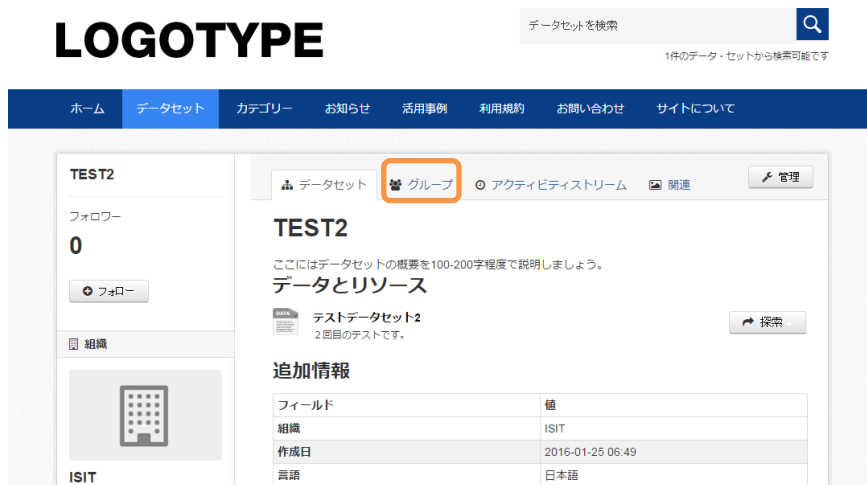 LOGOTYPE
データセットを検索
1件のデータ・セットから検索可能です
ホーム データセット カテゴリー お知らせ 活用事例 利用規約 お問い合わせ サイトについて
TEST2
フォロワー
0
フォロー
組織
ISIT
データセット グループ アクティビティストリーム 関連
管理
TEST2
ここにはデータセットの概要を100-200字程度で説明しましょう。
データとリソース
DATA
テストデータセット2
2回目のテストです。
探索
追加情報
フィールド 値
組織 ISIT
作成日 2016-01-25 06:49
言語 日本語